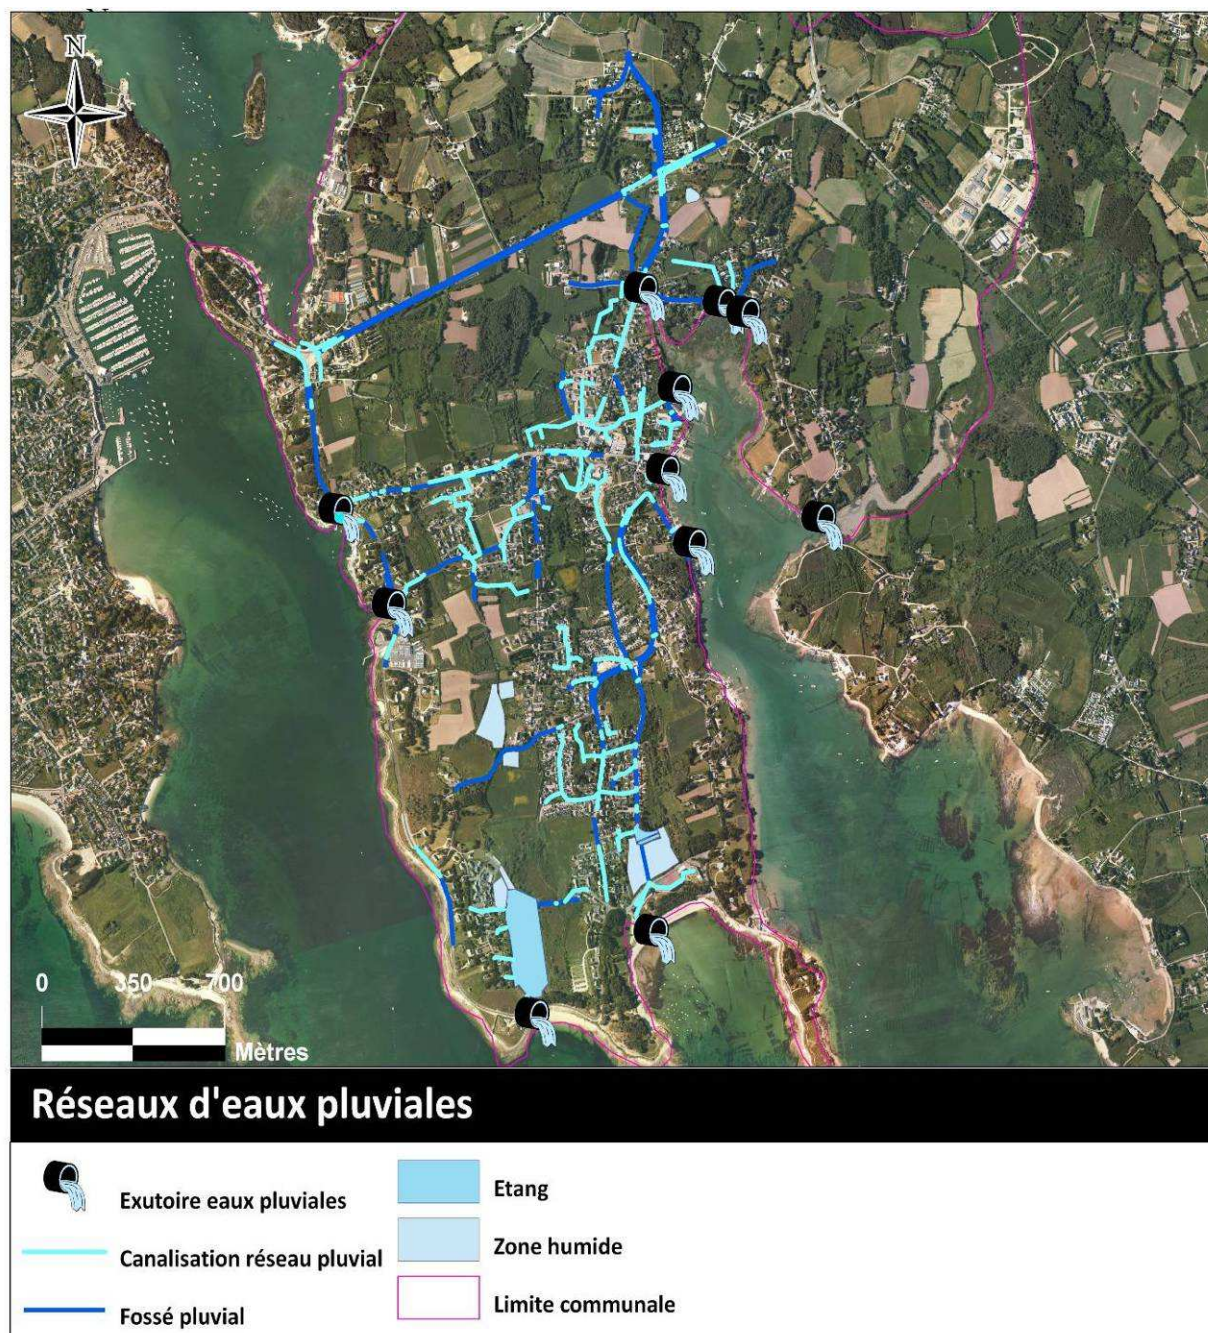 N
0 350 700
Mètres
Réseaux d'eaux pluviales
Exutoire eaux pluviales
Canalisation réseau pluvial
Fossé pluvial
Etang
Zone humide
Limite communale